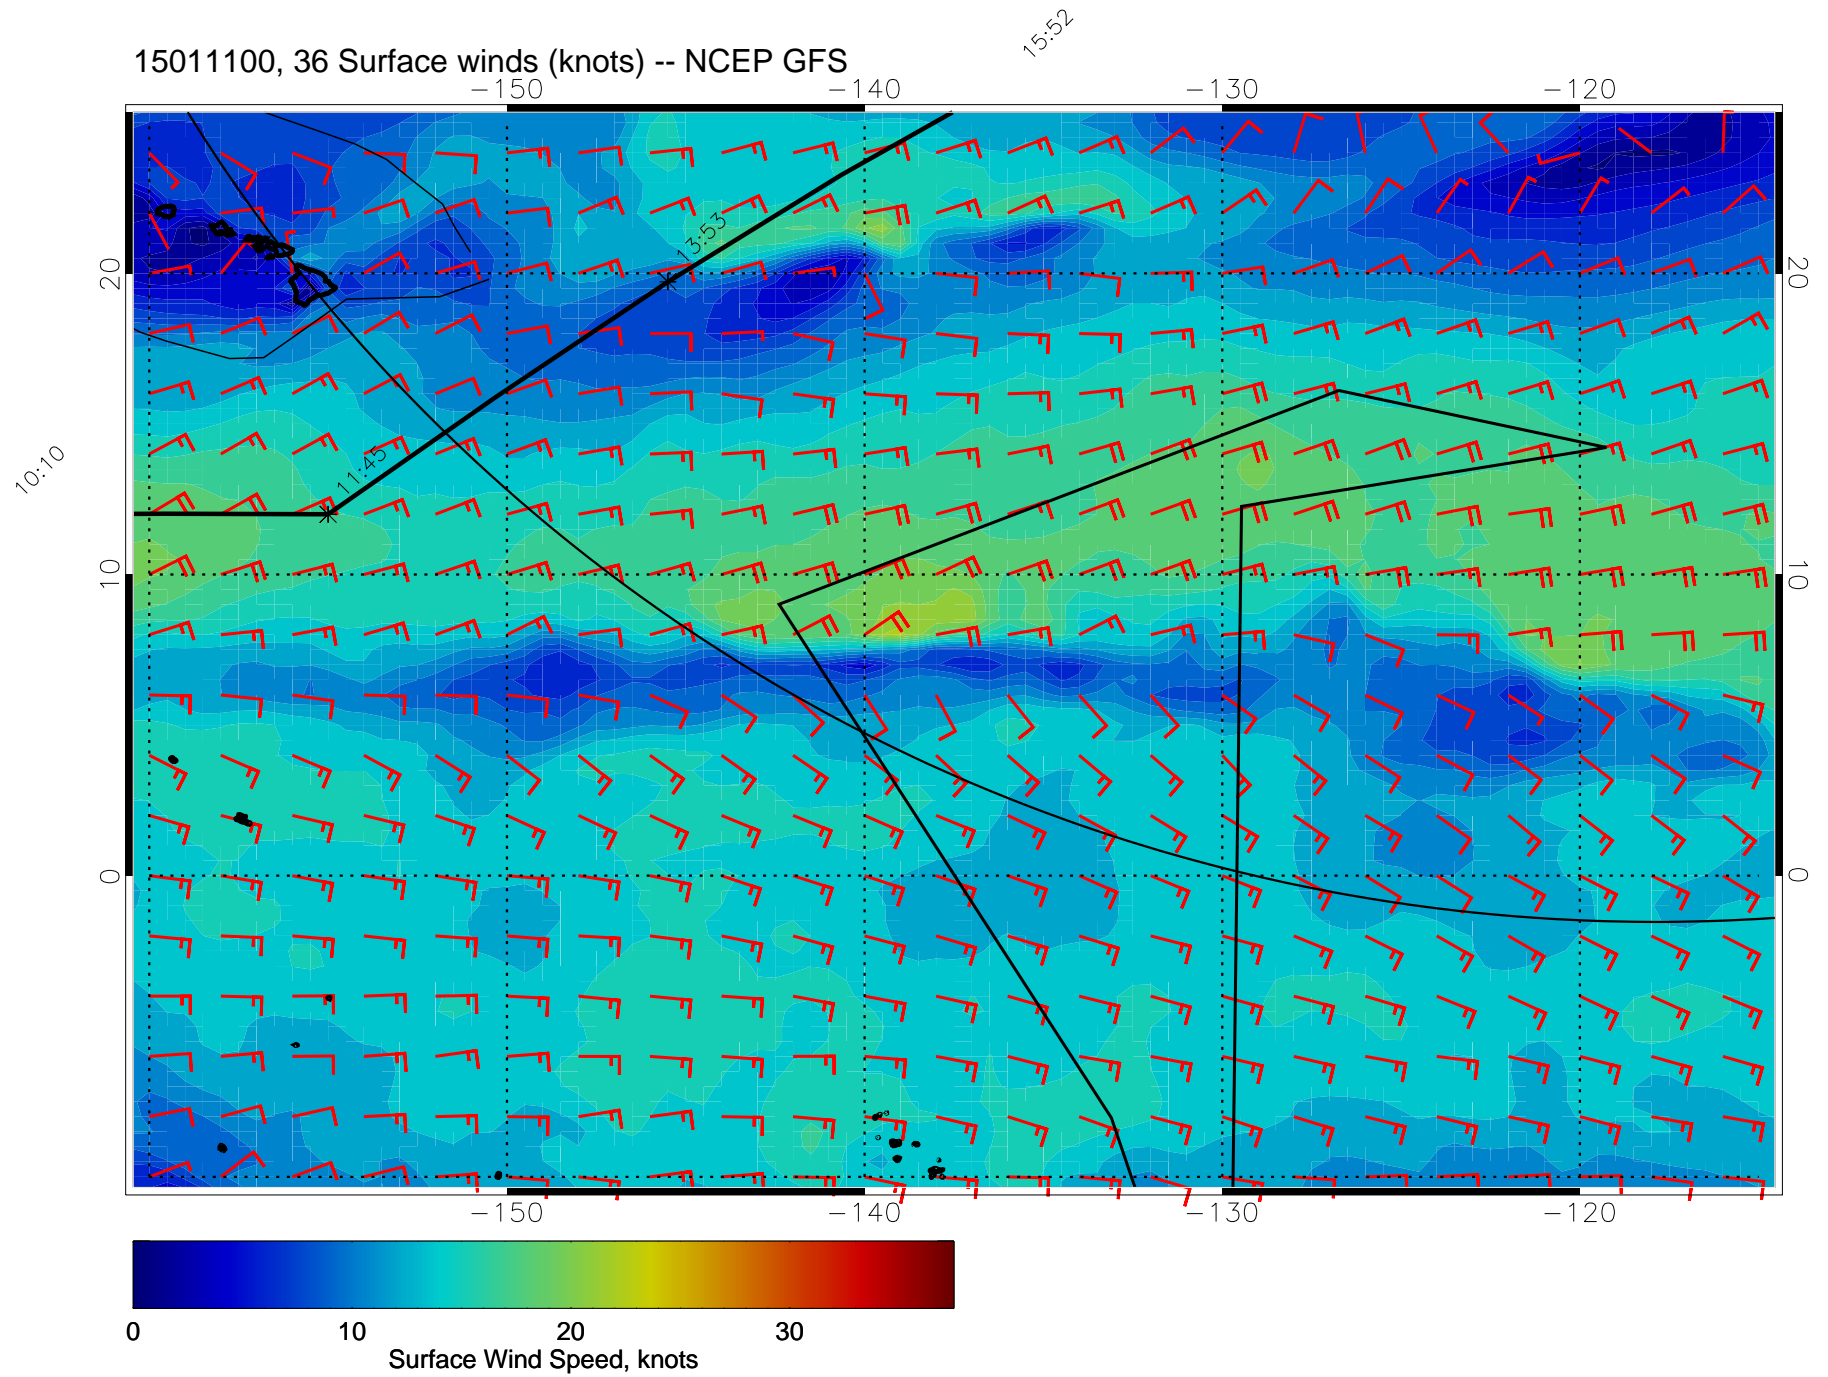 15:52
15011100, 36 Surface winds (knots) -- NCEP GFS
-150 -140 -130 -120
13:53
20 20
11:45
10:10
10 10
0 0
-150 -140 -130 -120
0 10 20 30
Surface Wind Speed, knots